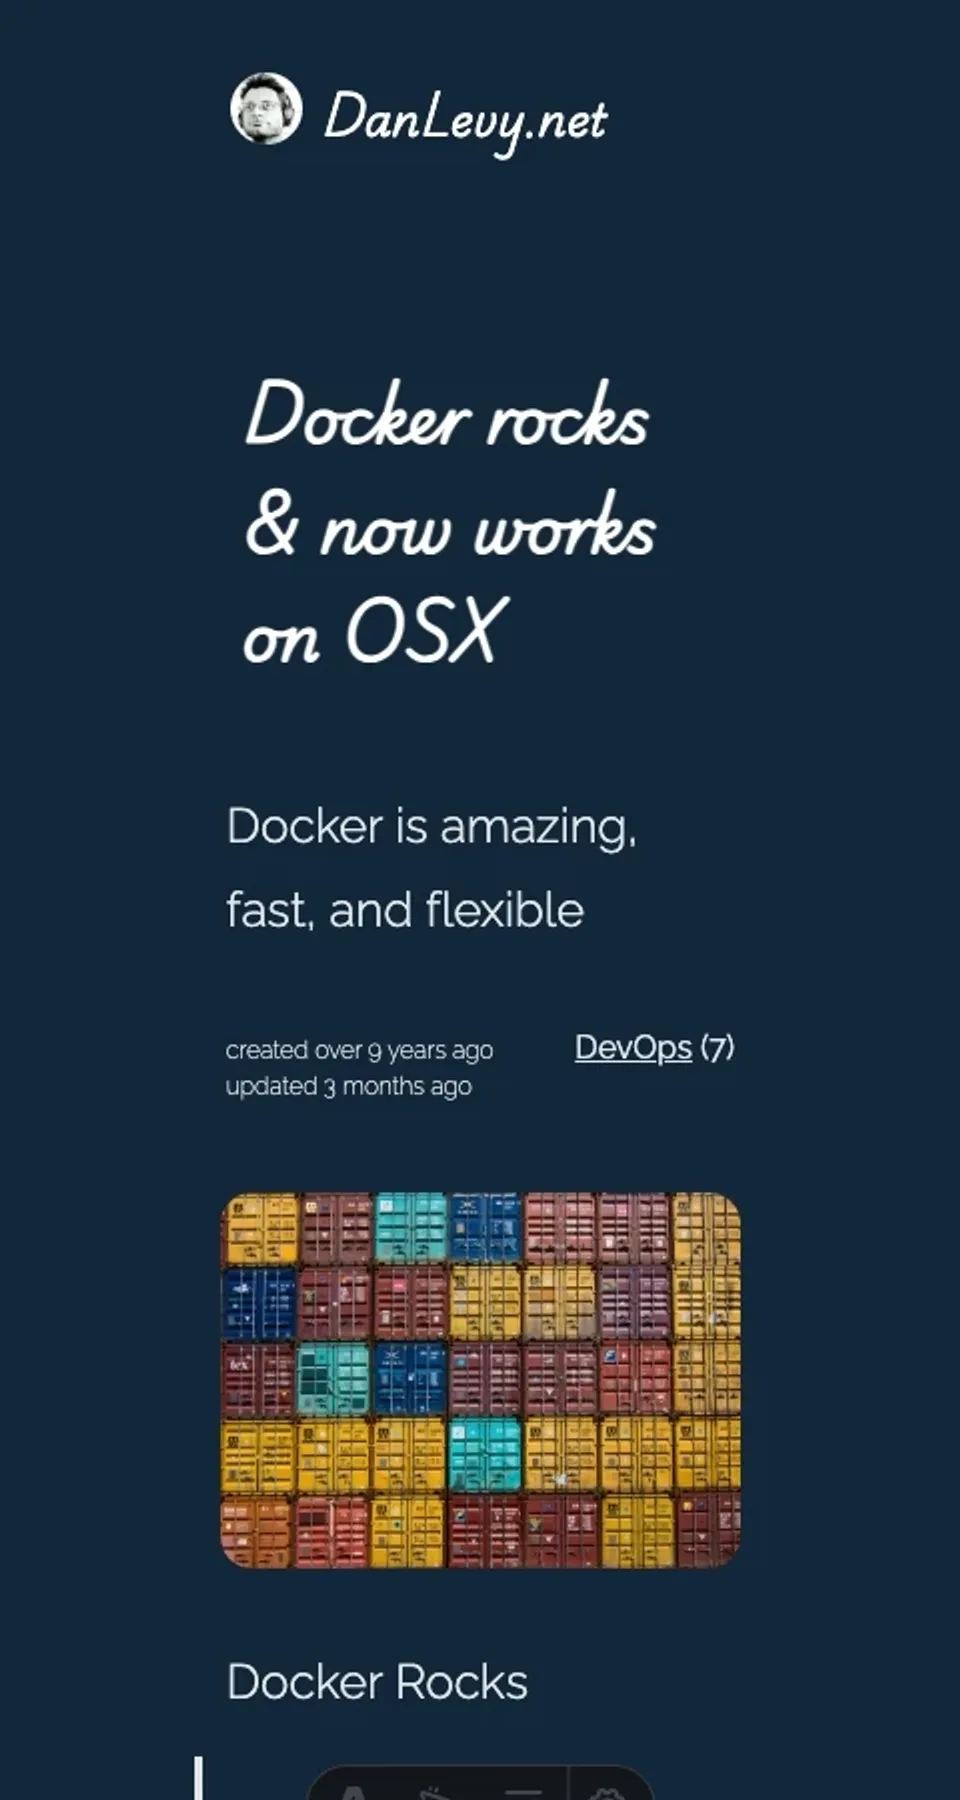 DanLevy.net
Docker rocks
& now works
on OSX
Docker is amazing,
fast, and flexible
created over 9 years ago
updated 3 months ago
DevOps (7)
Docker Rocks